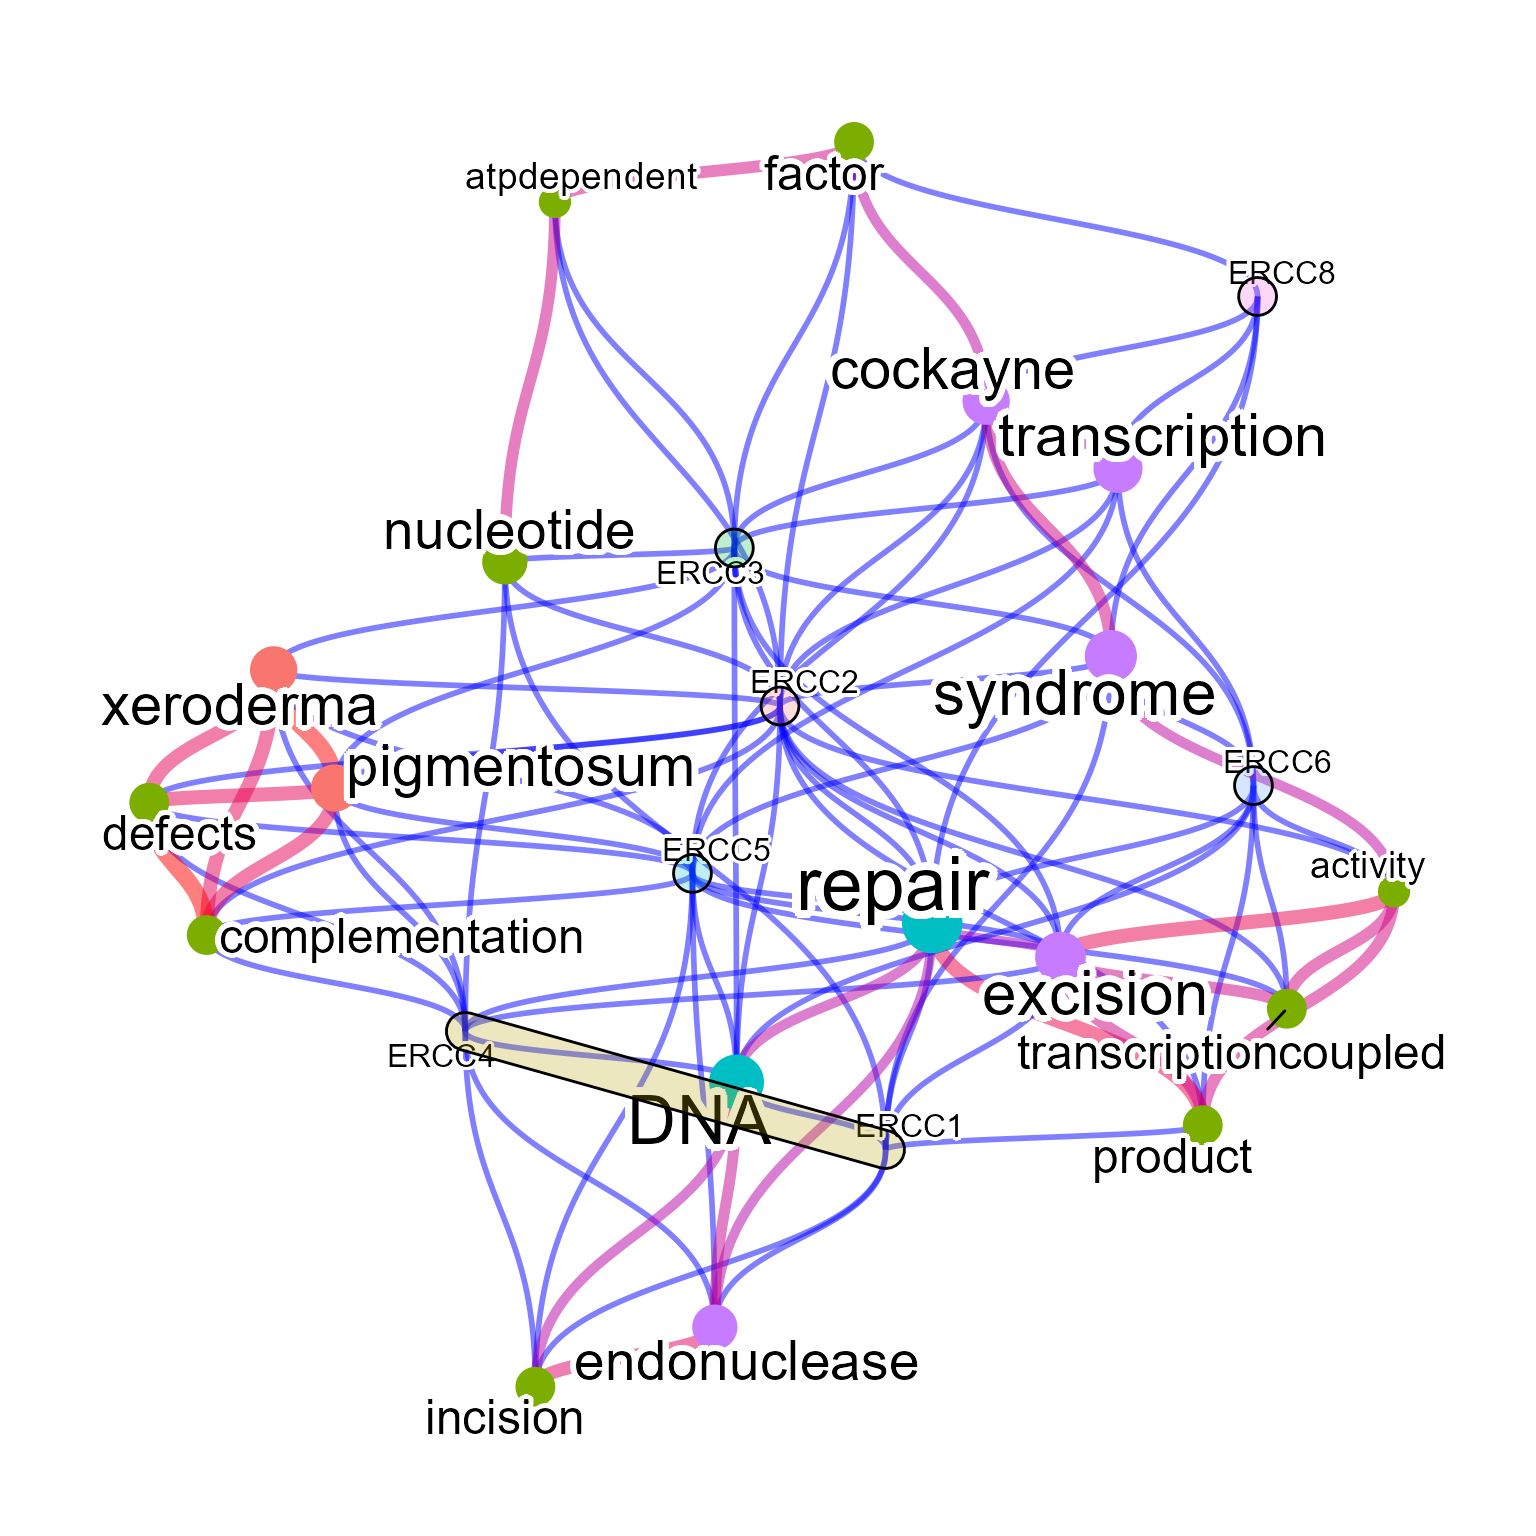 atpdependent
factor
ERCC8
cockayne
transcription
nucleotide
ERCC3
ERCC2
xeroderma
syndrome
pigmentosum
ERCC6
defects
ERCC5
repair
activity
complementation
excision
ERCC4
transcriptioncoupled
DNA
ERCC1
product
endonuclease
incision